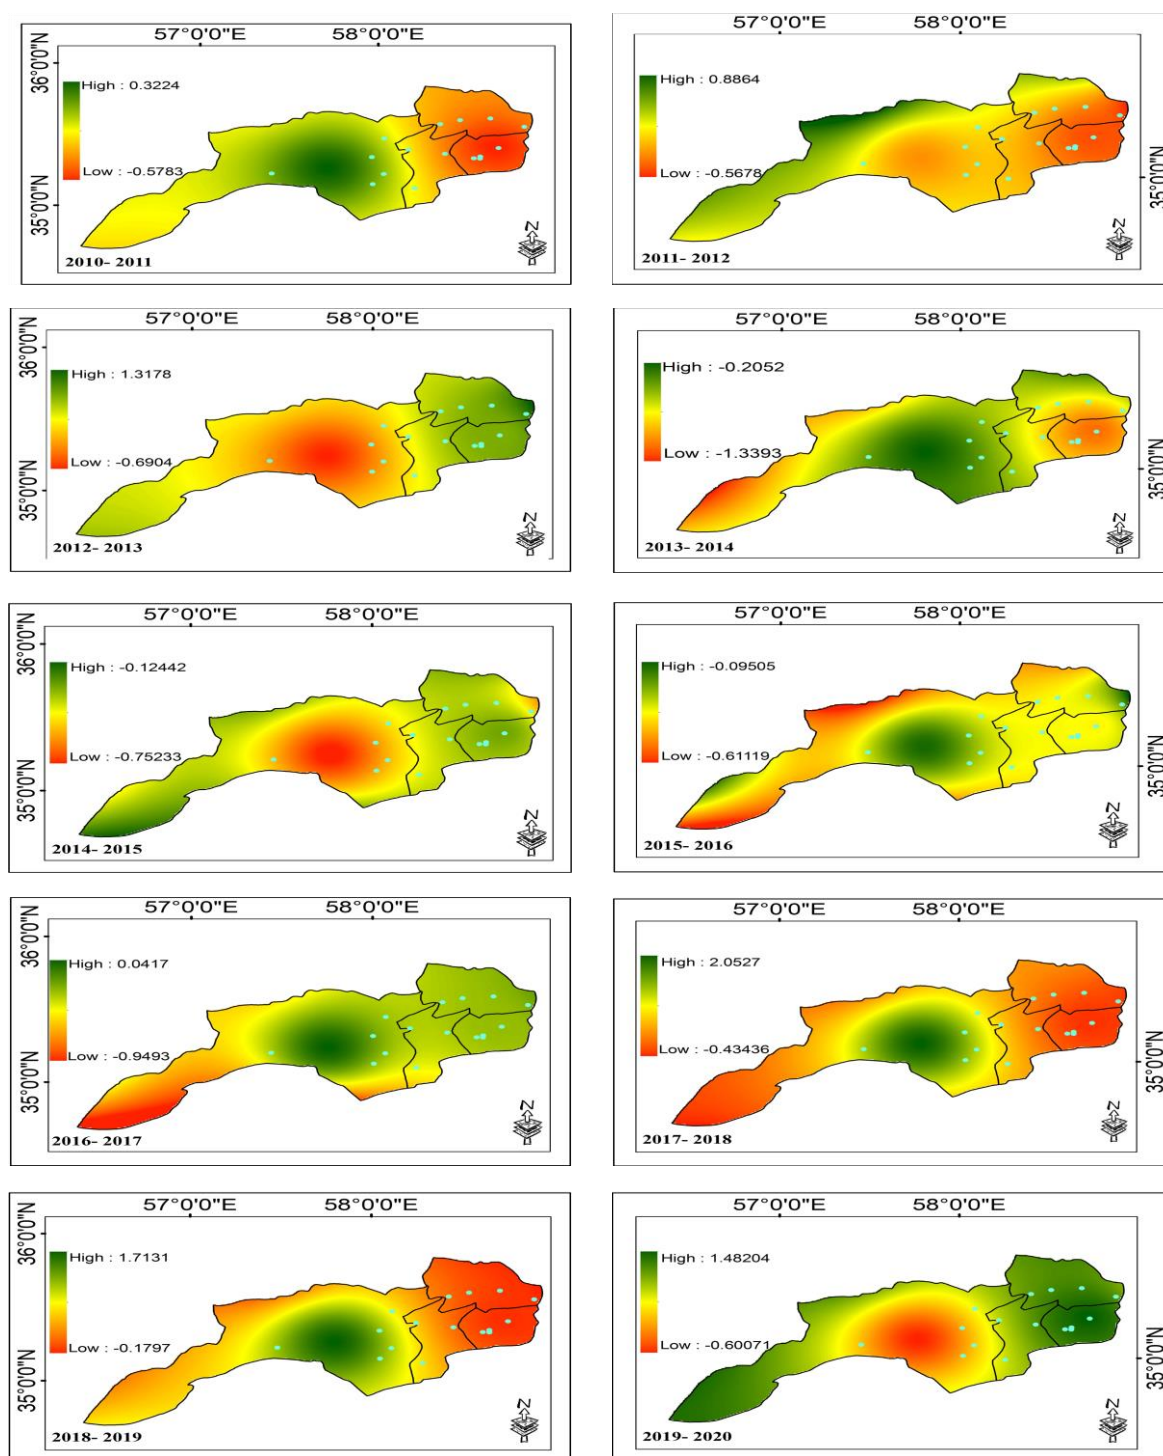 57°0'0"E 58°0'0"E
36°0'0"N
High : 0.3224
Low : -0.5783
35°0'0"N
N
2010- 2011
57°0'0"E 58°0'0"E
High : 0.8864
Low : -0.5678
35°0'0"N
N
2011- 2012
57°0'0"E 58°0'0"E
36°0'0"N
High : 1.3178
Low : -0.6904
35°0'0"N
N
2012- 2013
57°0'0"E 58°0'0"E
High : -0.2052
Low : -1.3393
35°0'0"N
N
2013- 2014
57°0'0"E 58°0'0"E
36°0'0"N
High : -0.12442
Low : -0.75233
35°0'0"N
N
2014- 2015
57°0'0"E 58°0'0"E
High : -0.09505
Low : -0.61119
35°0'0"N
N
2015- 2016
57°0'0"E 58°0'0"E
36°0'0"N
High : 0.0417
Low : -0.9493
35°0'0"N
N
2016- 2017
57°0'0"E 58°0'0"E
High : 2.0527
Low : -0.43436
35°0'0"N
N
2017- 2018
57°0'0"E 58°0'0"E
36°0'0"N
High : 1.7131
Low : -0.1797
35°0'0"N
N
2018- 2019
57°0'0"E 58°0'0"E
High : 1.48204
Low : -0.60071
35°0'0"N
N
2019- 2020